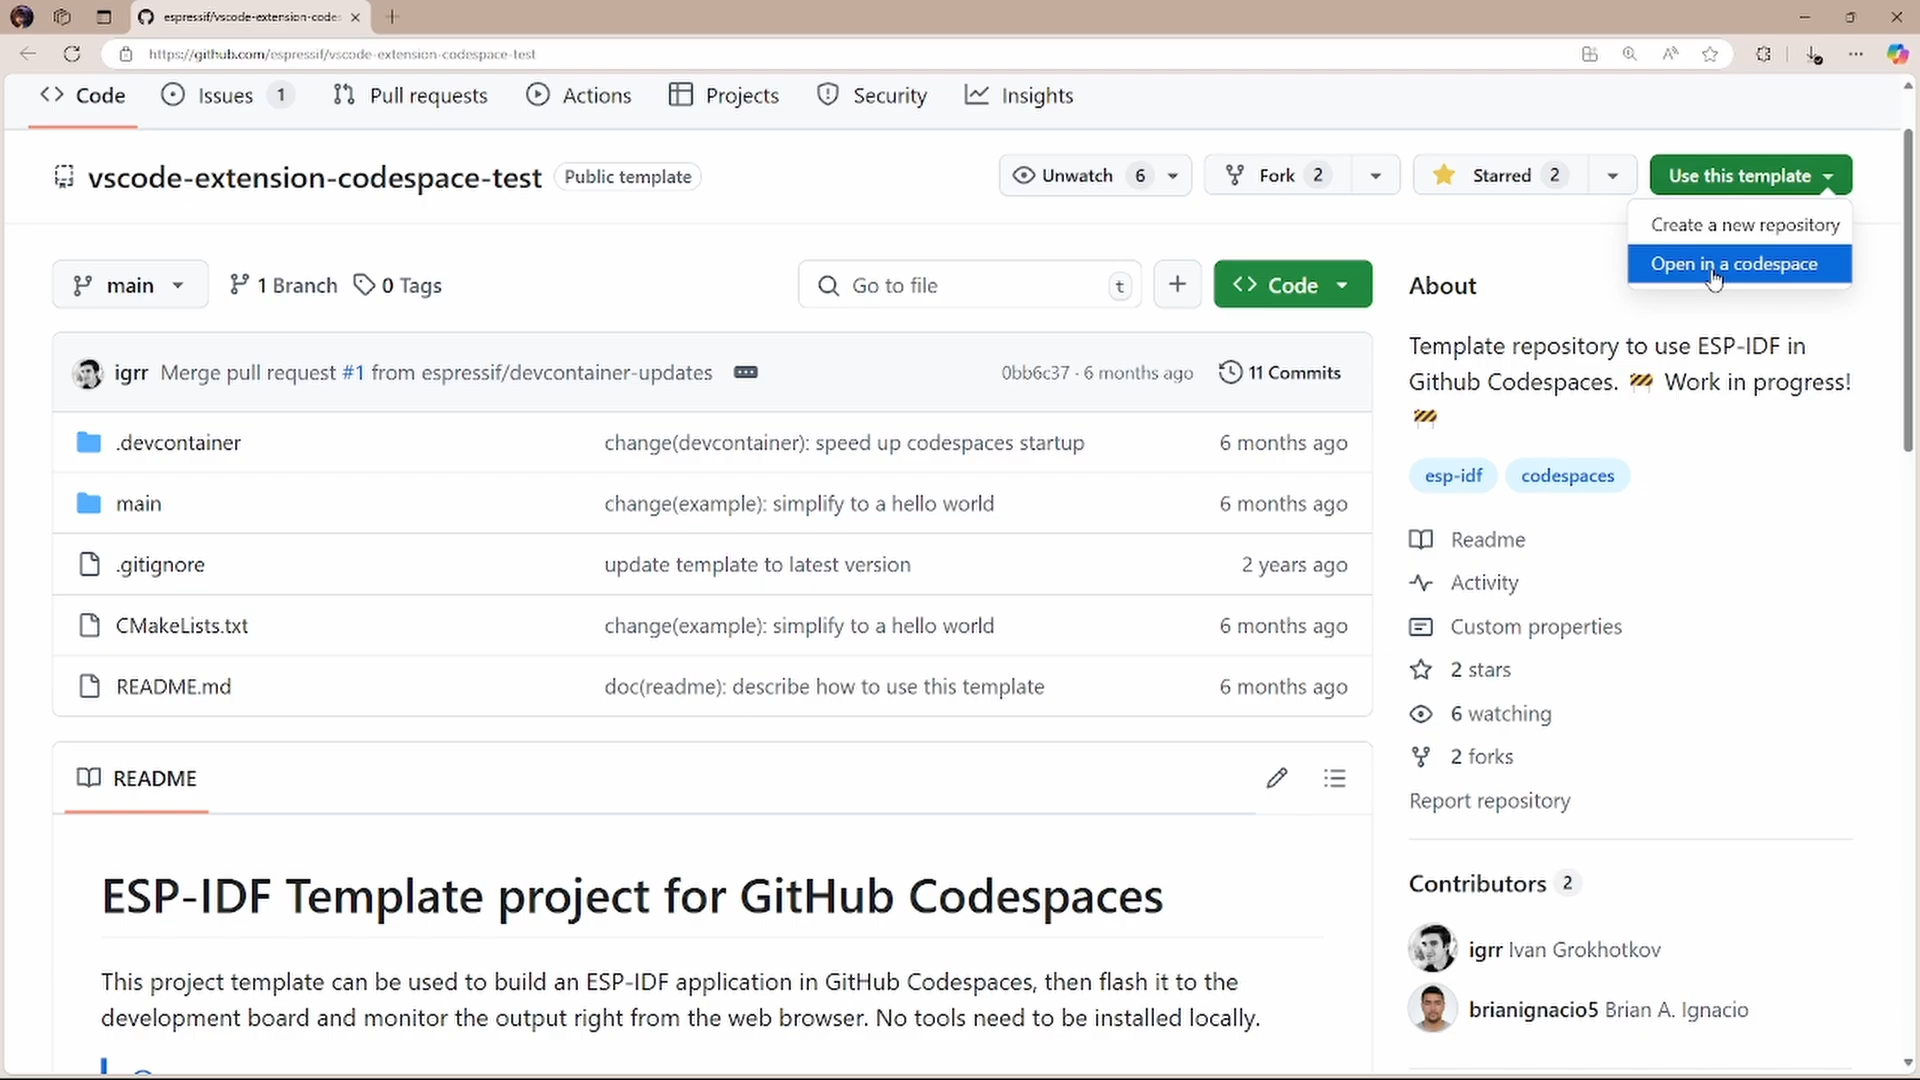 espressif/vscode-extension-code
https://github.com/espressif/vscode-extension-codespace-test
Code
Issues 1
Pull requests
Actions
Projects
Security
Insights
vscode-extension-codespace-test
Public template
Unwatch 6
Fork 2
Starred 2
Use this template
Create a new repository
Open in a codespace
main
1 Branch
0 Tags
Go to file
t
Code
igrr Merge pull request #1 from espressif/devcontainer-updates
0bb6c37 · 6 months ago
11 Commits
.devcontainer
change(devcontainer): speed up codespaces startup
6 months ago
main
change(example): simplify to a hello world
6 months ago
.gitignore
update template to latest version
2 years ago
CMakeLists.txt
change(example): simplify to a hello world
6 months ago
README.md
doc(readme): describe how to use this template
6 months ago
README
ESP-IDF Template project for GitHub Codespaces
This project template can be used to build an ESP-IDF application in GitHub Codespaces, then flash it to the
development board and monitor the output right from the web browser. No tools need to be installed locally.
About
Template repository to use ESP-IDF in
Github Codespaces. 🚧 Work in progress!
🚧
esp-idf
codespaces
Readme
Activity
Custom properties
2 stars
6 watching
2 forks
Report repository
Contributors 2
igrr Ivan Grokhotkov
brianignacio5 Brian A. Ignacio